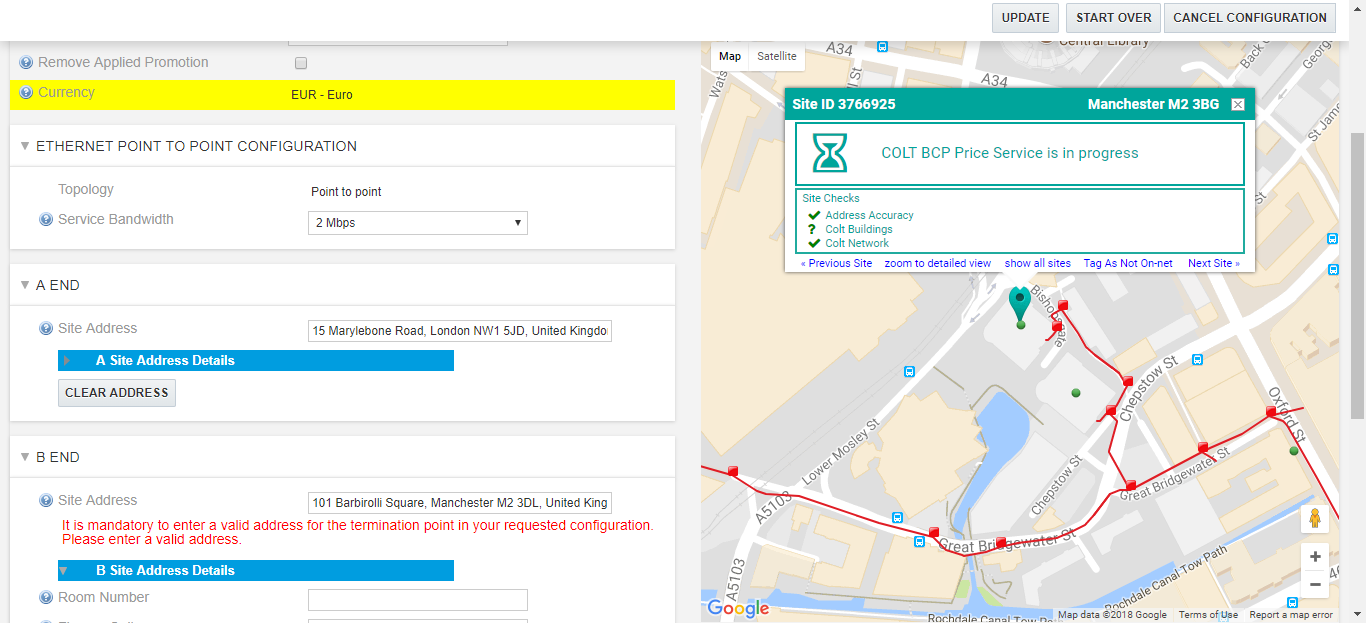 UPDATE
START OVER
CANCEL CONFIGURATION
Remove Applied Promotion
Currency
EUR - Euro
ETHERNET POINT TO POINT CONFIGURATION
Topology
Point to point
Service Bandwidth
2 Mbps
A END
Site Address
15 Marylebone Road, London NW1 5JD, United Kingdo
A Site Address Details
CLEAR ADDRESS
B END
Site Address
101 Barbirolli Square, Manchester M2 3DL, United King
It is mandatory to enter a valid address for the termination point in your requested configuration.
Please enter a valid address.
B Site Address Details
Room Number
Map
Satellite
A34
Central Library
A34
Back
George
Wats
St
St Jame
Site ID 3766925
Manchester M2 3BG
COLT BCP Price Service is in progress
Site Checks
Address Accuracy
? Colt Buildings
Colt Network
« Previous Site
zoom to detailed view
show all sites
Tag As Not On-net
Next Site »
Bishopsgate
Chepstow St
Oxford St
Lower Mosley St
Chepstow St
Great Bridgewater St
A5103
Great Bridgewater St
A5103
Rochdale Canal Tow Path
Rochdale Canal Tow Pa
+
−
Google
Map data ©2018 Google
Terms of Use
Report a map error